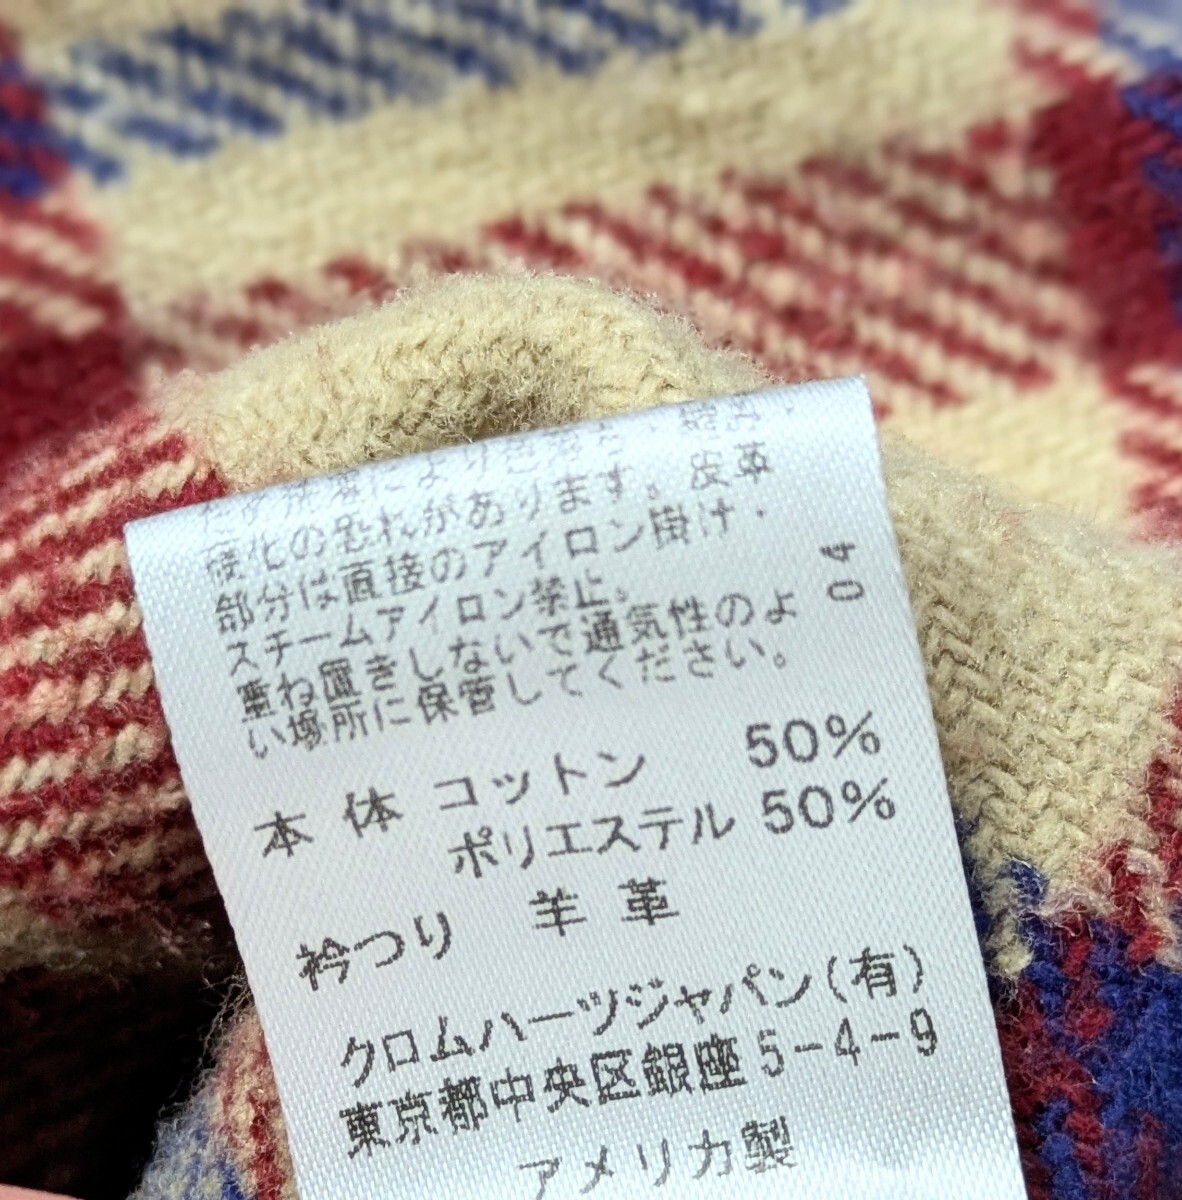 硬化の恐れがあります。皮革
部分は直接のアイロン掛け・
スチームアイロン禁止。
重ね置きしないで通気性のよ
い場所に保管してください。
04
本体 コットン 50%
ポリエステル 50%
衿つり 羊革
クロムハーツジャパン(有)
東京都中央区銀座5-4-9
アメリカ製